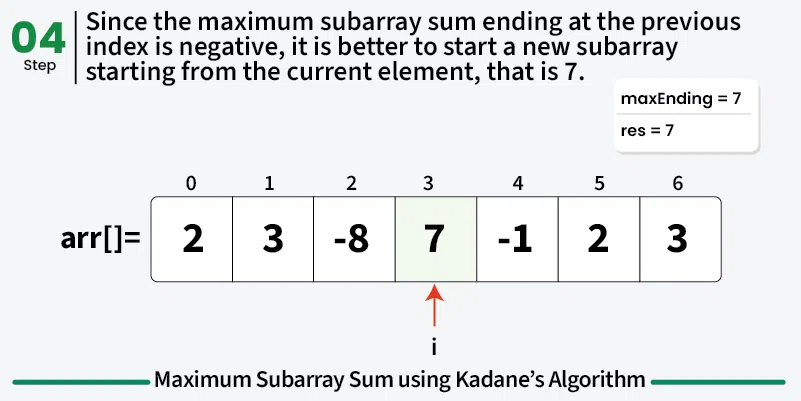 04
Step
Since the maximum subarray sum ending at the previous
index is negative, it is better to start a new subarray
starting from the current element, that is 7.
maxEnding = 7
res = 7
0 1 2 3 4 5 6
arr[]= 2 3 -8 7 -1 2 3
i
Maximum Subarray Sum using Kadane's Algorithm